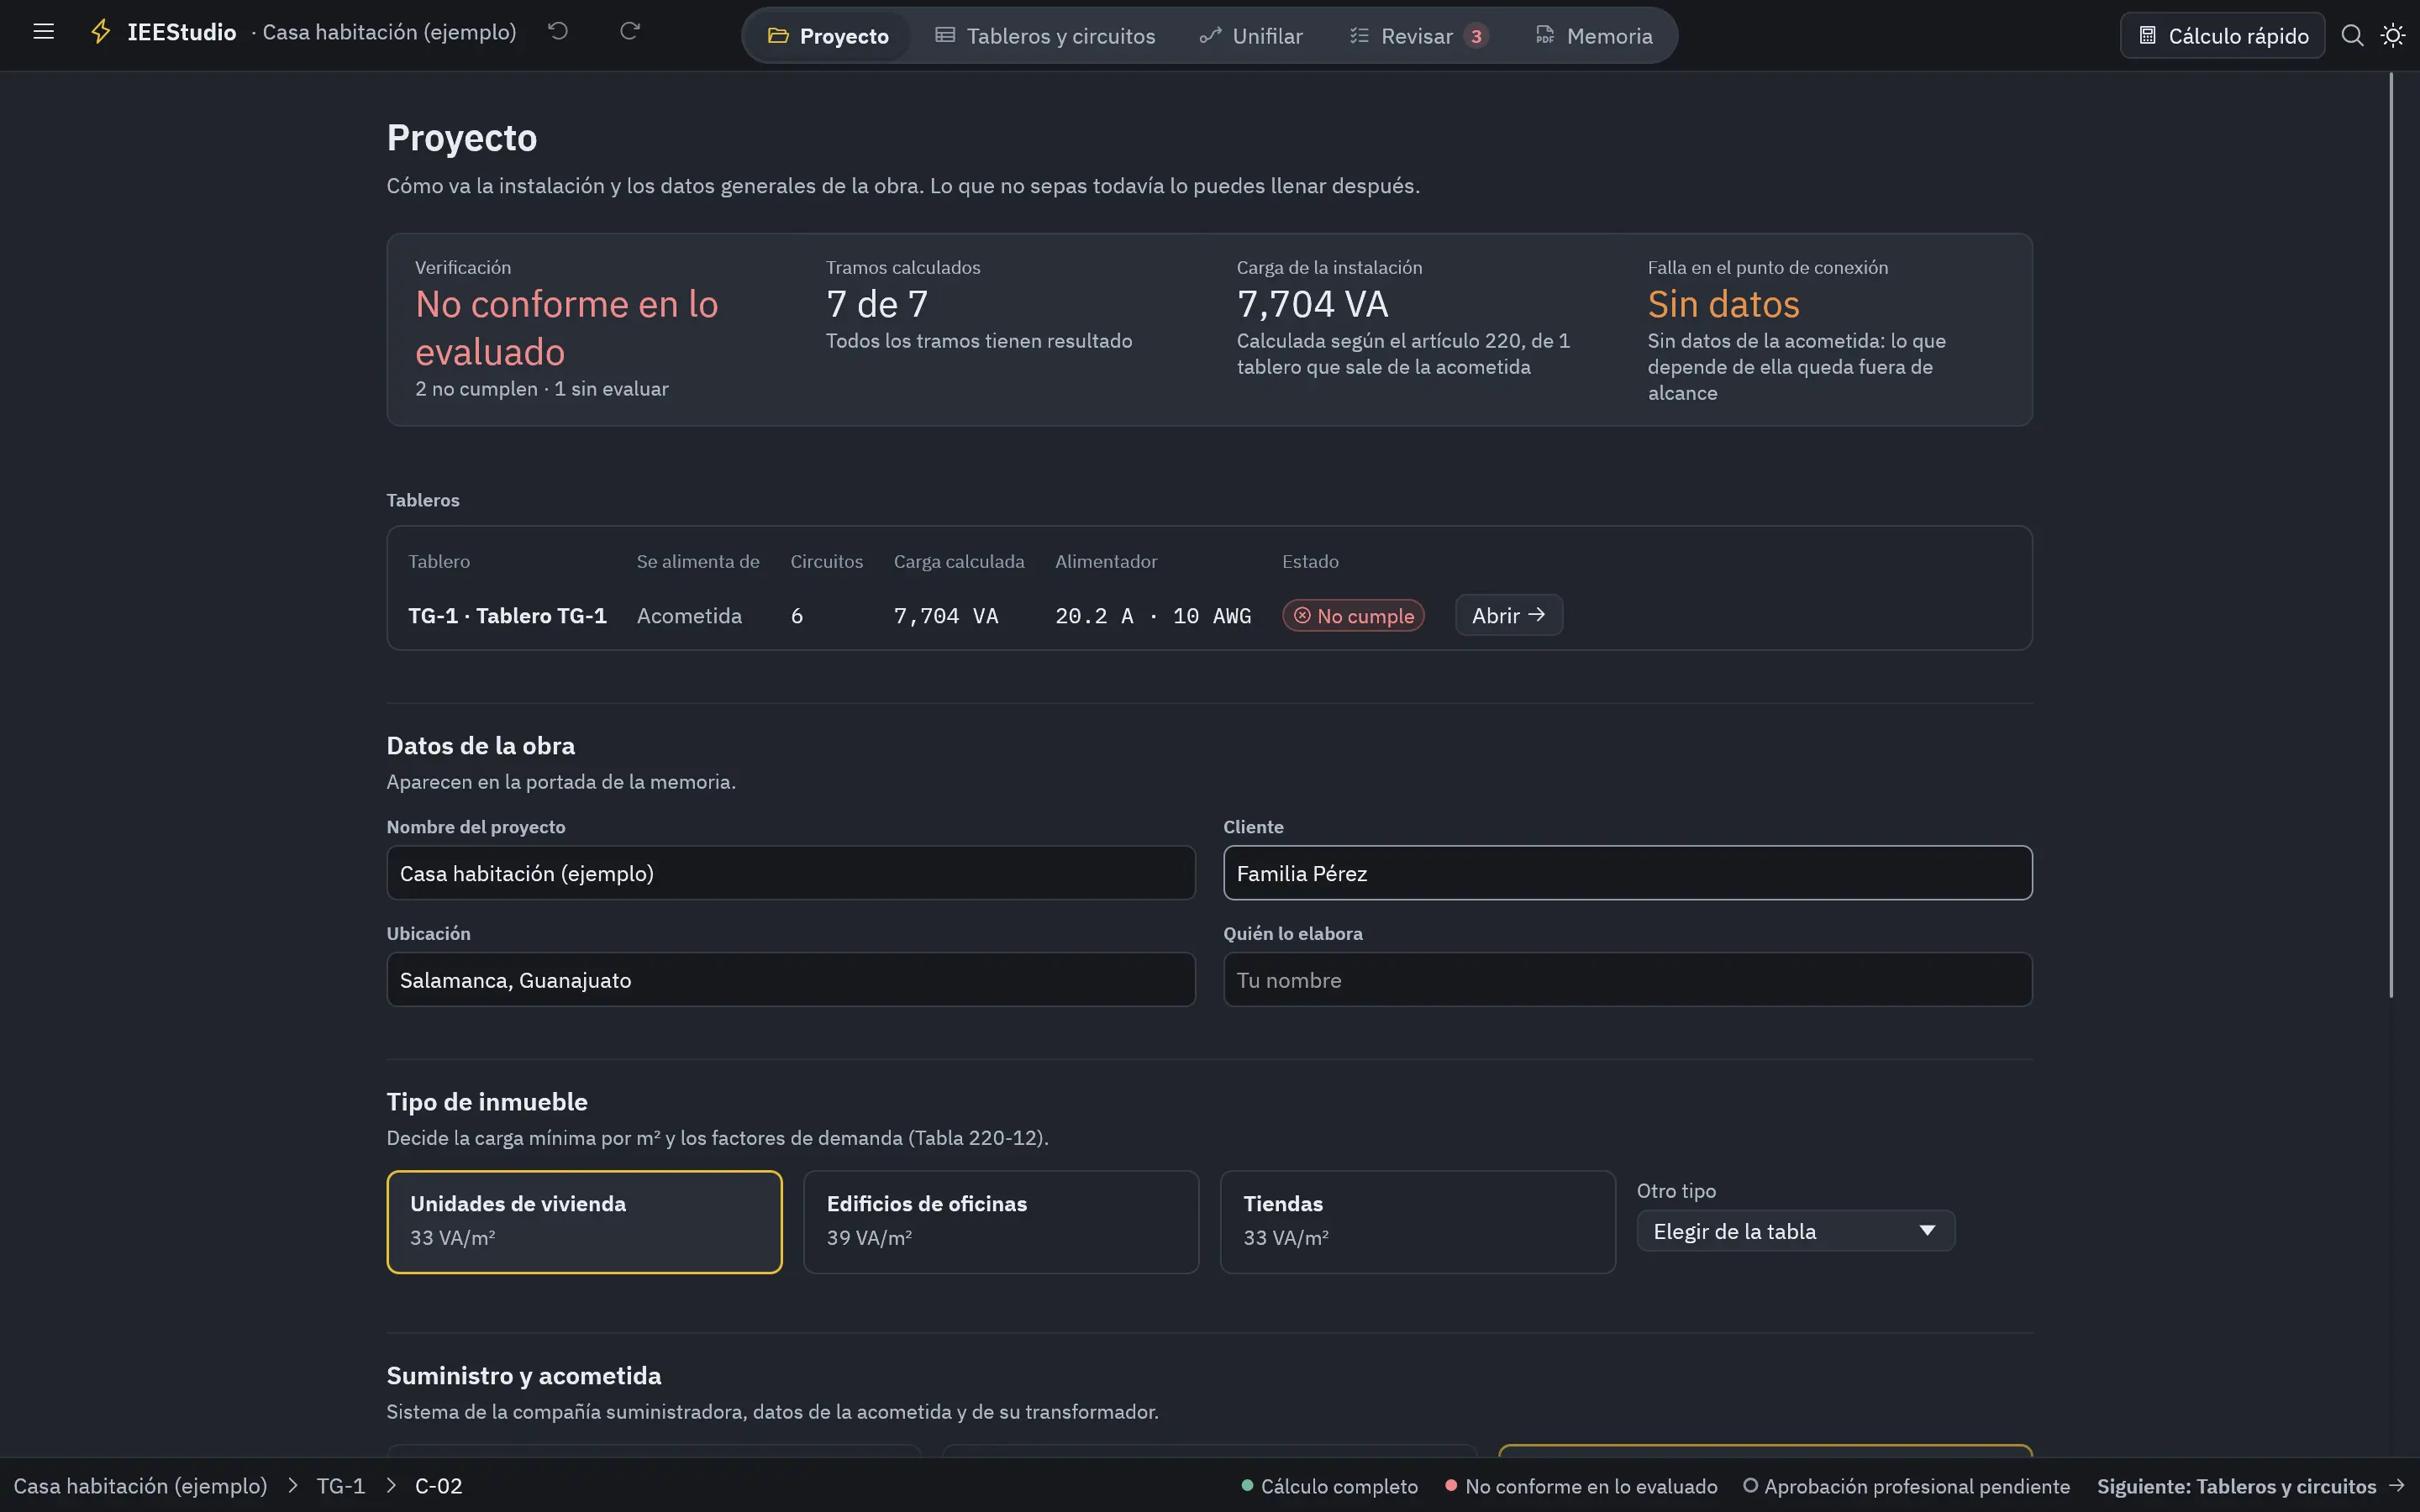 IEEStudio · Casa habitación (ejemplo)
Proyecto
Tableros y circuitos
Unifilar
Revisar 3
PDF Memoria
Cálculo rápido
Proyecto
Cómo va la instalación y los datos generales de la obra. Lo que no sepas todavía lo puedes llenar después.
Verificación
No conforme en lo
evaluado
2 no cumplen · 1 sin evaluar
Tramos calculados
7 de 7
Todos los tramos tienen resultado
Carga de la instalación
7,704 VA
Calculada según el artículo 220, de 1
tablero que sale de la acometida
Falla en el punto de conexión
Sin datos
Sin datos de la acometida: lo que
depende de ella queda fuera de
alcance
Tableros
Tablero Se alimenta de Circuitos Carga calculada Alimentador Estado
TG-1 · Tablero TG-1 Acometida 6 7,704 VA 20.2 A · 10 AWG No cumple Abrir →
Datos de la obra
Aparecen en la portada de la memoria.
Nombre del proyecto
Casa habitación (ejemplo)
Cliente
Familia Pérez
Ubicación
Salamanca, Guanajuato
Quién lo elabora
Tu nombre
Tipo de inmueble
Decide la carga mínima por m² y los factores de demanda (Tabla 220-12).
Unidades de vivienda
33 VA/m²
Edificios de oficinas
39 VA/m²
Tiendas
33 VA/m²
Otro tipo
Elegir de la tabla
Suministro y acometida
Sistema de la compañía suministradora, datos de la acometida y de su transformador.
Casa habitación (ejemplo) > TG-1 > C-02
Cálculo completo
No conforme en lo evaluado
Aprobación profesional pendiente
Siguiente: Tableros y circuitos →